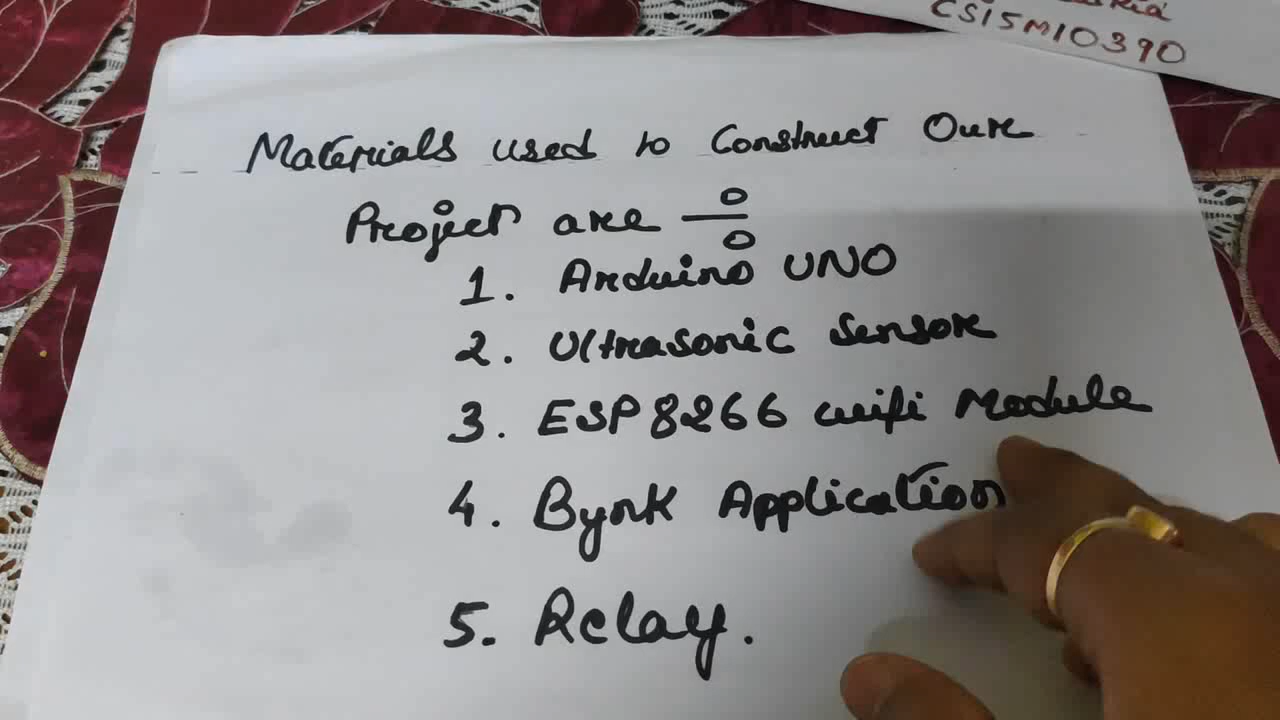 CS15M10390
Materials used to Construct Our
Project are ÷
1. Arduino UNO
2. Ultrasonic Sensor
3. ESP8266 wifi Module
4. Bynk Application
5. Relay.